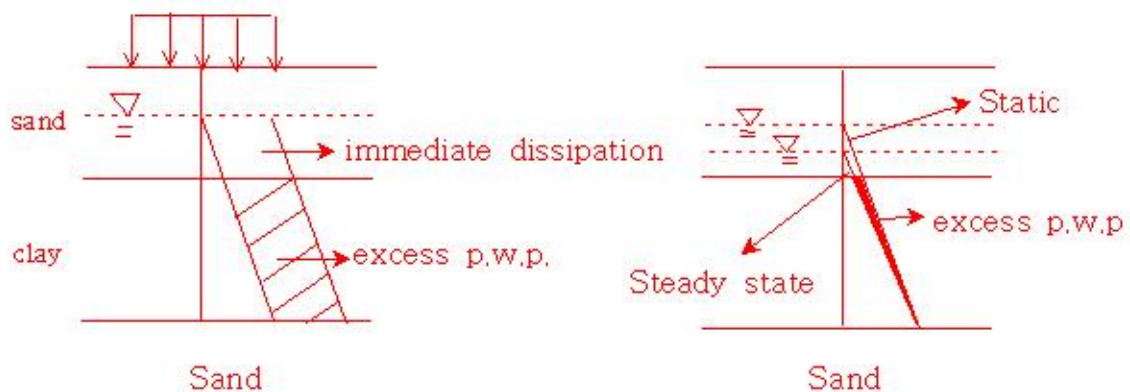 sand
immediate dissipation
clay
excess p.w.p.
Sand
Static
excess p.w.p
Steady state
Sand